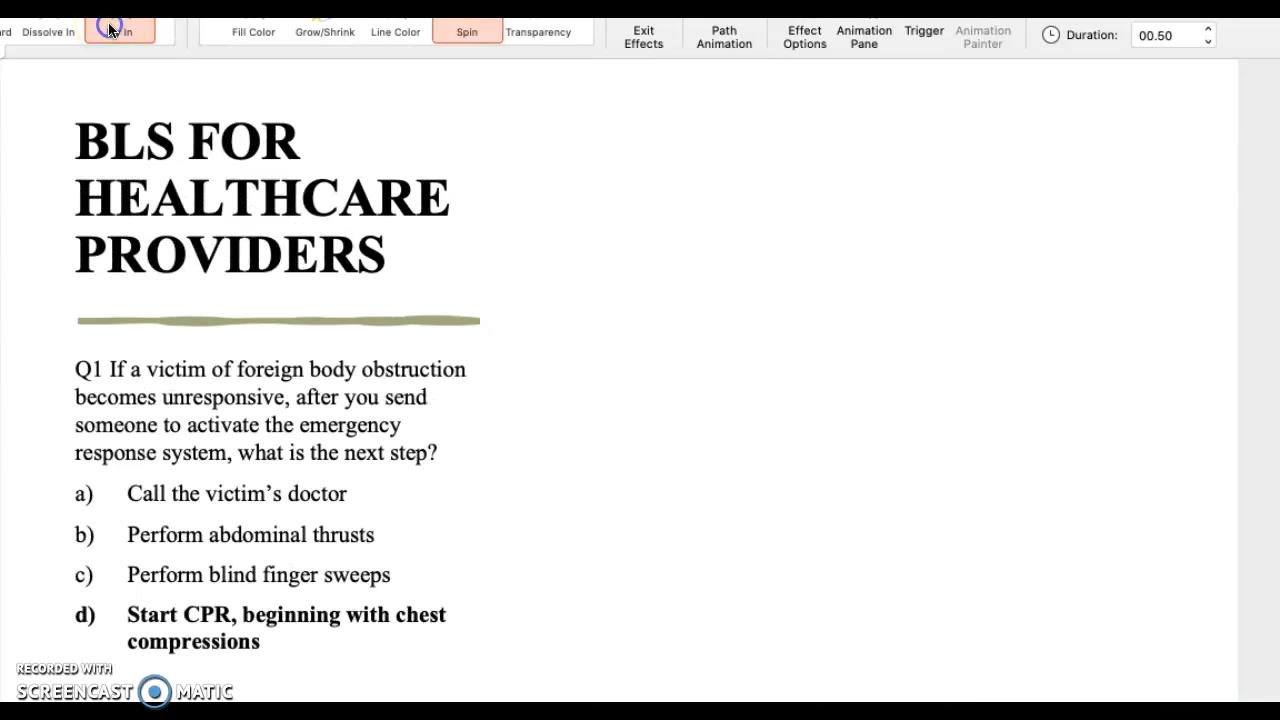 Dissolve In
In
Fill Color
Grow/Shrink
Line Color
Spin
Transparency
Exit
Effects
Path
Animation
Effect
Options
Animation
Pane
Trigger
Animation
Painter
Duration:
00.50
BLS FOR
HEALTHCARE
PROVIDERS
Q1 If a victim of foreign body obstruction
becomes unresponsive, after you send
someone to activate the emergency
response system, what is the next step?
a) Call the victim's doctor
b) Perform abdominal thrusts
c) Perform blind finger sweeps
d) Start CPR, beginning with chest
compressions
RECORDED WITH
SCREENCAST MATIC